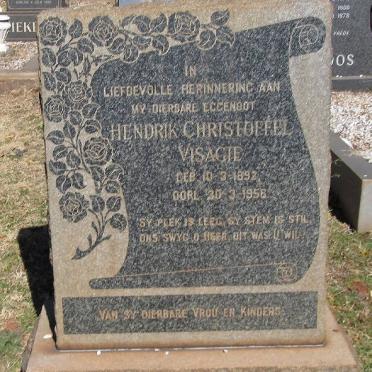 IN
LIEFDEVOLLE HERINNERING AAN
MY DIERBARE EGGENOOT
HENDRIK CHRISTOFFEL
VISAGIE
GEB. 10-3-1892
OORL. 30-3-1956
SY PLEK IS LEEG, SY STEM IS STIL
ONS SWYG O HEER, DIT WAS U WIL
VAN SY DIERBARE VROU EN KINDERS.